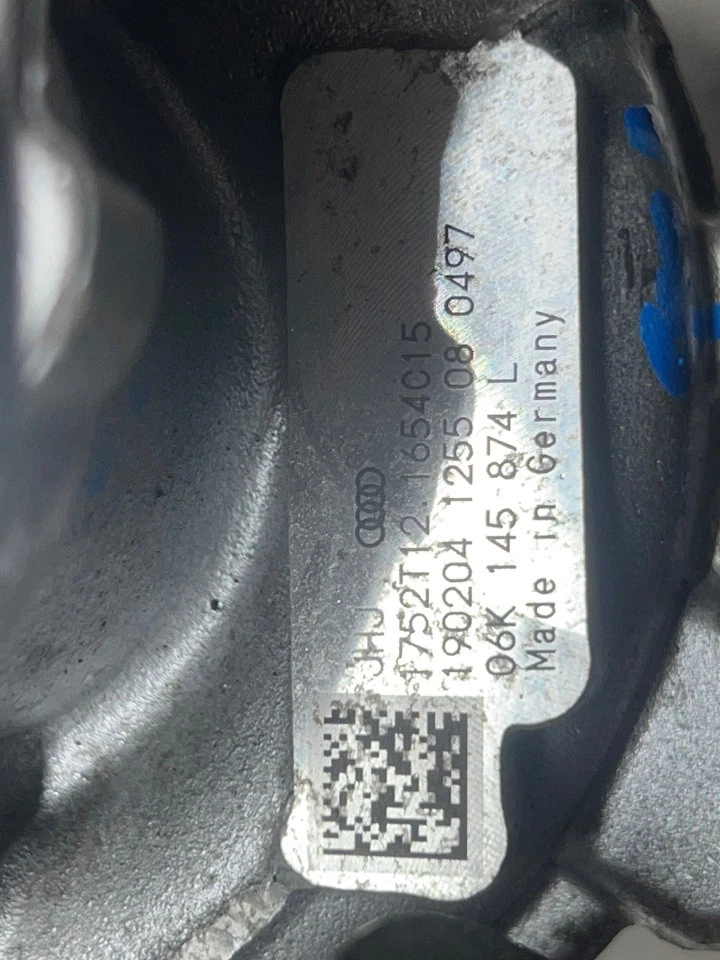 JHJ
1752T12 1654C15
190204 1255 08 0497
06K 145 874 L
Made in Germany